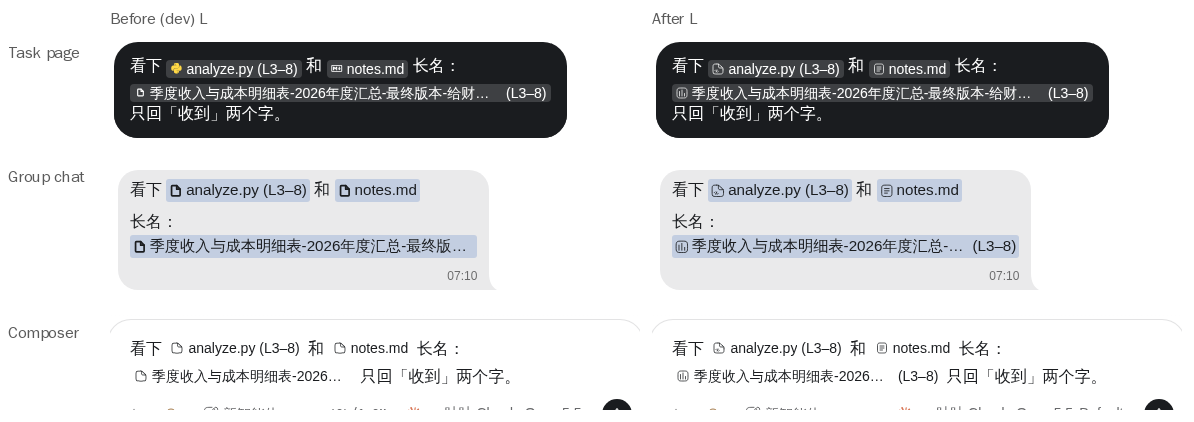 Before (dev) L
After L
Task page
看下 analyze.py (L3–8) 和 notes.md 长名：
季度收入与成本明细表-2026年度汇总-最终版本-给财… (L3–8)
只回「收到」两个字。
看下 analyze.py (L3–8) 和 notes.md 长名：
季度收入与成本明细表-2026年度汇总-最终版本-给财… (L3–8)
只回「收到」两个字。
Group chat
看下 analyze.py (L3–8) 和 notes.md
长名：
季度收入与成本明细表-2026年度汇总-最终版…
07:10
看下 analyze.py (L3–8) 和 notes.md
长名：
季度收入与成本明细表-2026年度汇总-… (L3–8)
07:10
Composer
看下 analyze.py (L3–8) 和 notes.md 长名：
季度收入与成本明细表-2026… 只回「收到」两个字。
看下 analyze.py (L3–8) 和 notes.md 长名：
季度收入与成本明细表-2026… (L3–8) 只回「收到」两个字。